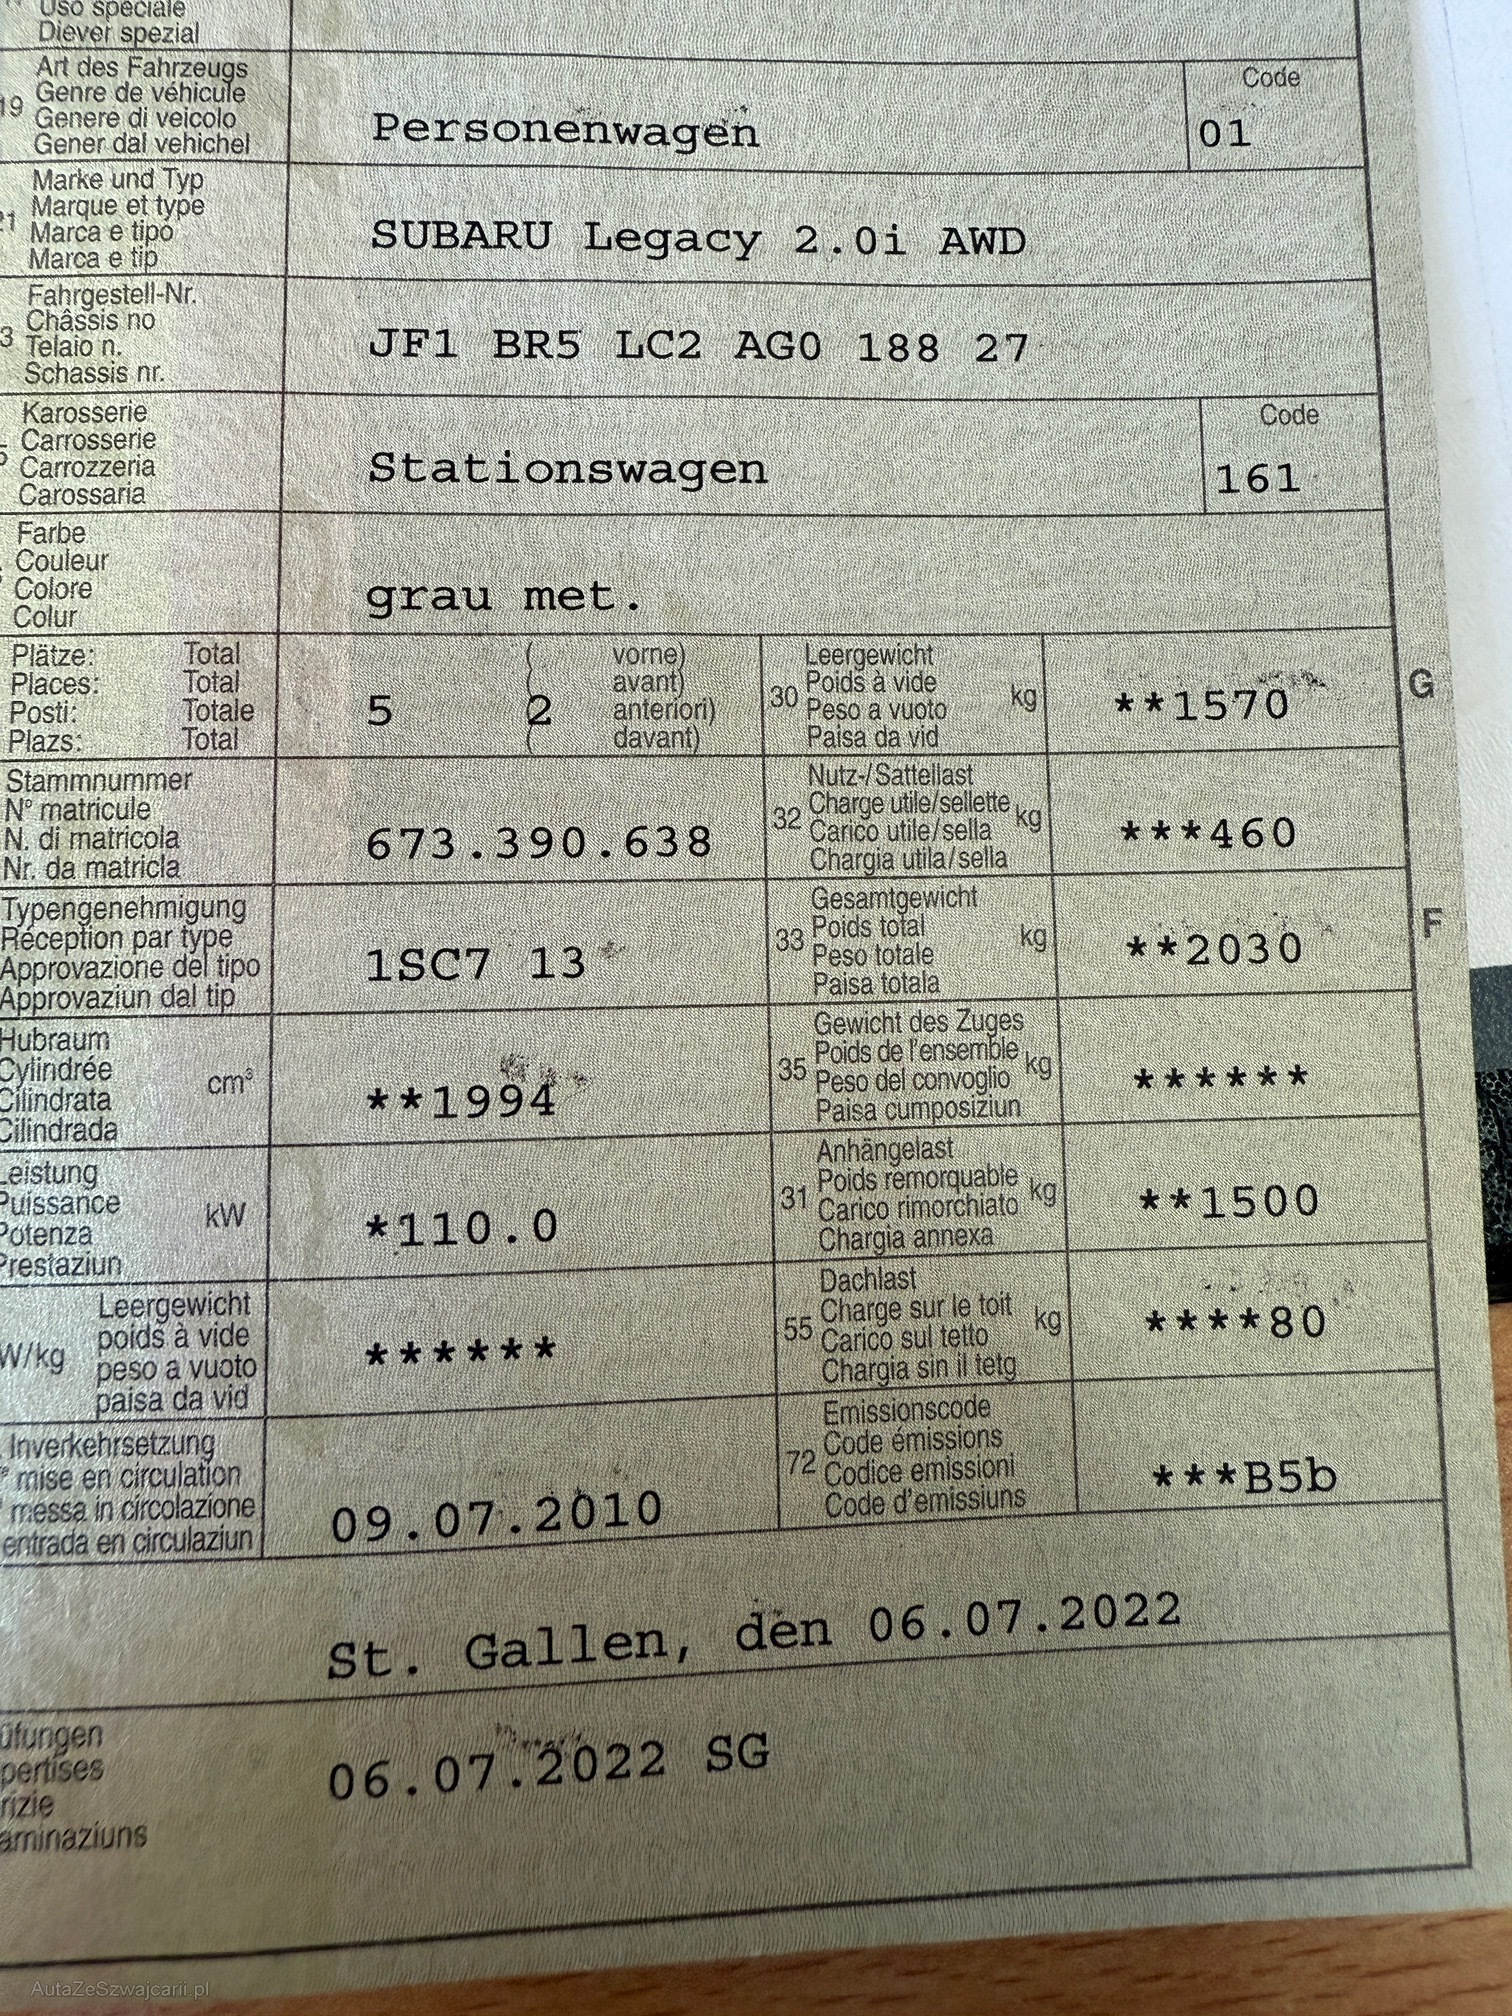 Uso speciale
Diever spezial
19
Art des Fahrzeugs
Genre de véhicule
Genere di veicolo
Gener dal vehichel
Personenwagen
Code
01
Marke und Typ
Marque et type
Marca e tipo
Marca e tip
SUBARU Legacy 2.0i AWD
Fahrgestell-Nr.
Châssis no
Telaio n.
Schassis nr.
JF1 BR5 LC2 AG0 188 27
Karosserie
Carrosserie
Carrozzeria
Carossaria
Stationswagen
Code
161
Farbe
Couleur
Colore
Colur
grau met.
Plätze: Total
Places: Total
Posti: Totale
Plazs: Total
5 ( 2
vorne)
avant)
anteriori)
davant)
30
Leergewicht
Poids à vide
Peso a vuoto
Paisa da vid
kg
**1570
G
Stammnummer
N° matricule
N. di matricola
Nr. da matricla
673.390.638
32
Nutz-/Sattellast
Charge utile/sellette
Carico utile/sella
Chargia utila/sella
kg
***460
Typengenehmigung
Réception par type
Approvazione del tipo
Approvaziun dal tip
1SC7 13
33
Gesamtgewicht
Poids total
Peso totale
Paisa totala
kg
**2030
F
Hubraum
Cylindrée
Cilindrata
Cilindrada
cm³
**1994
35
Gewicht des Zuges
Poids de l'ensemble
Peso del convoglio
Paisa cumposiziun
kg
******
Leistung
Puissance
Potenza
Prestaziun
kW
*110.0
31
Anhängelast
Poids remorquable
Carico rimorchiato
Chargia annexa
kg
**1500
W/kg
Leergewicht
poids à vide
peso a vuoto
paisa da vid
******
55
Dachlast
Charge sur le toit
Carico sul tetto
Chargia sin il tetg
kg
****80
Inverkehrsetzung
mise en circulation
messa in circolazione
entrada en circulaziun
09.07.2010
72
Emissionscode
Code émissions
Codice emissioni
Code d'emissiuns
***B5b
St. Gallen, den 06.07.2022
üfungen
pertises
rizie
aminaziuns
06.07.2022 SG
AutaZeSzwajcarii.pl